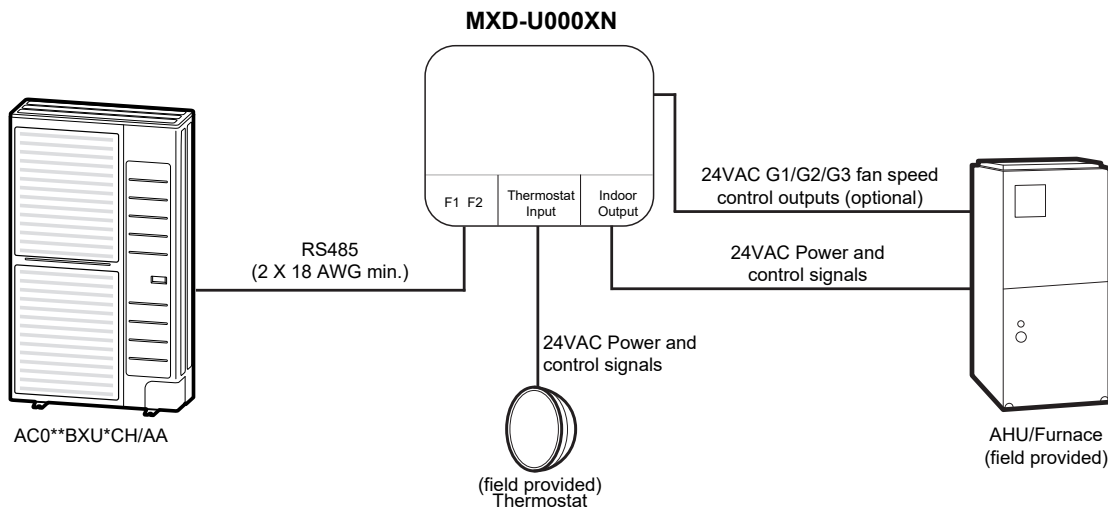 MXD-U000XN
F1 F2
Thermostat
Input
Indoor
Output
24VAC G1/G2/G3 fan speed
control outputs (optional)
RS485
(2 X 18 AWG min.)
24VAC Power and
control signals
24VAC Power and
control signals
AC0**BXU*CH/AA
(field provided)
Thermostat
AHU/Furnace
(field provided)